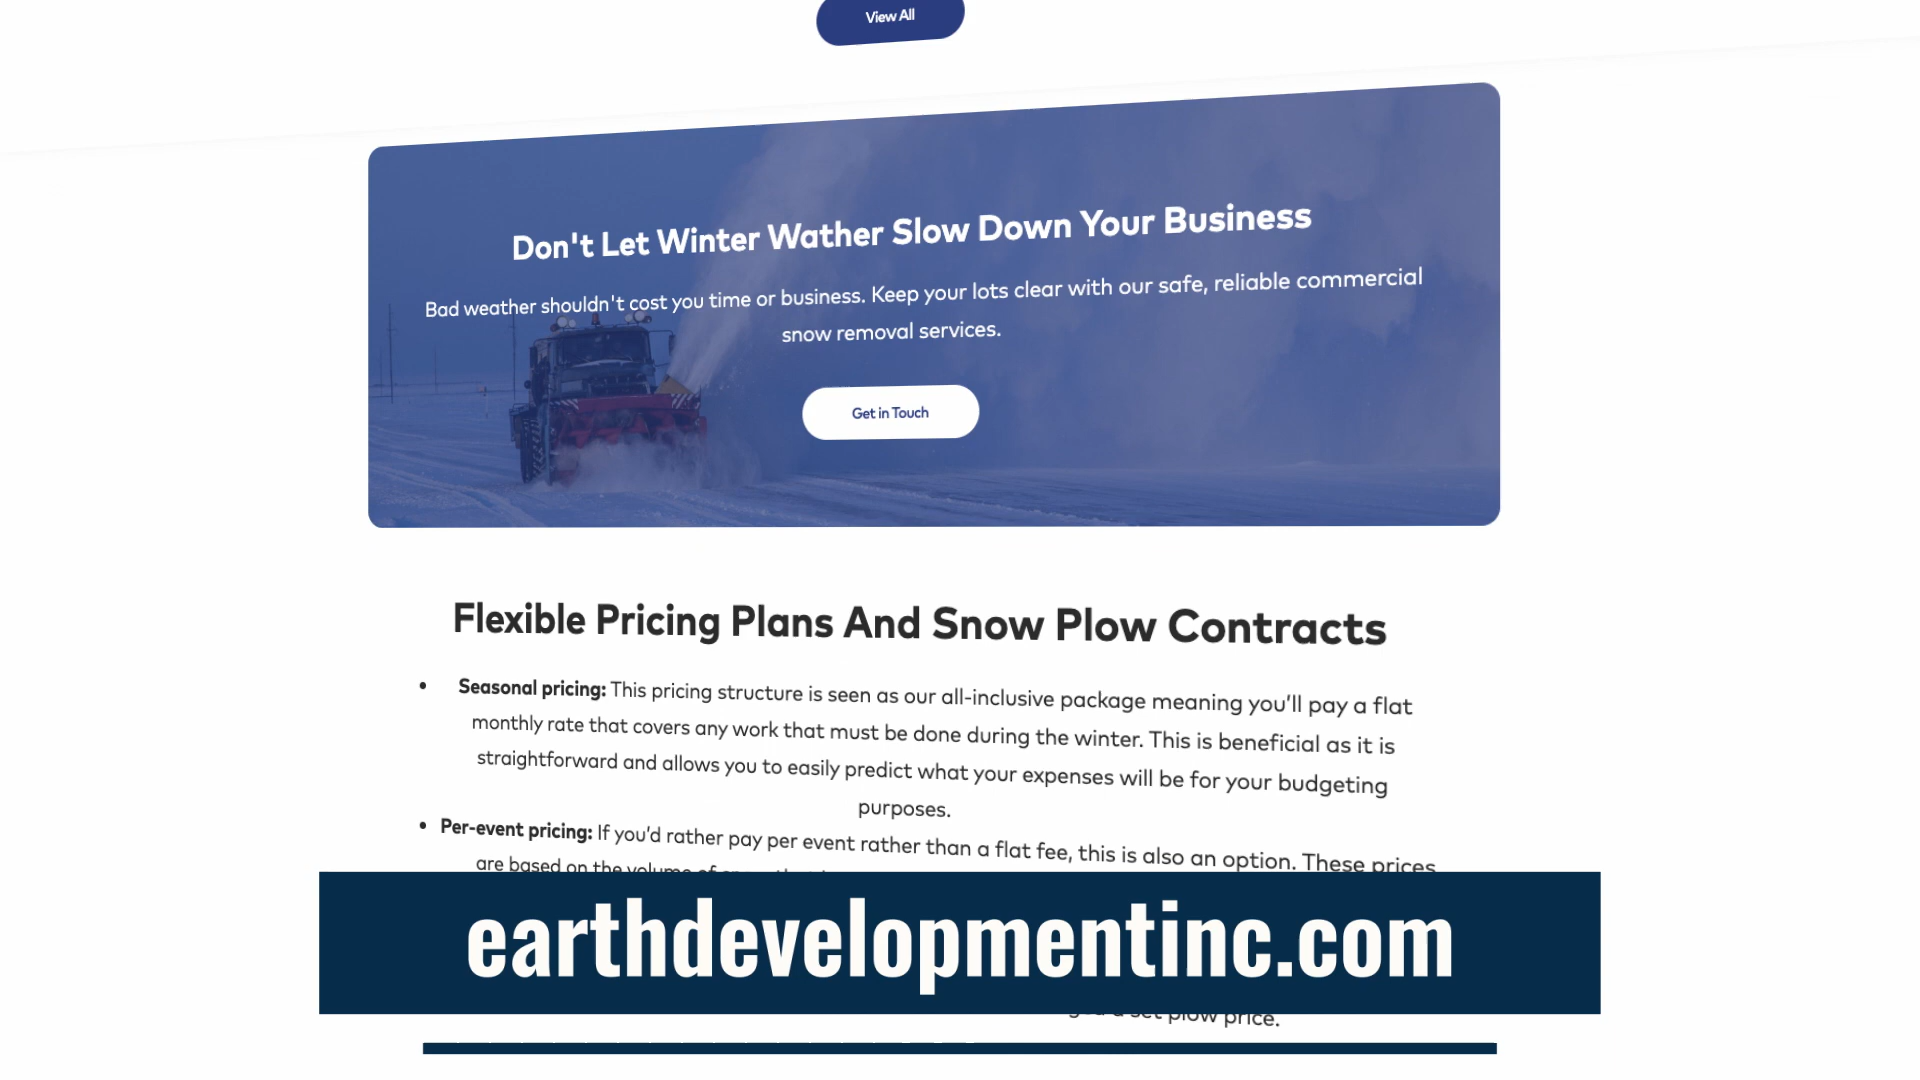 View All
Don't Let Winter Wather Slow Down Your Business
Bad weather shouldn't cost you time or business. Keep your lots clear with our safe, reliable commercial
snow removal services.
Get in Touch
Flexible Pricing Plans And Snow Plow Contracts
• Seasonal pricing: This pricing structure is seen as our all-inclusive package meaning you’ll pay a flat
monthly rate that covers any work that must be done during the winter. This is beneficial as it is
straightforward and allows you to easily predict what your expenses will be for your budgeting
purposes.
• Per-event pricing: If you’d rather pay per event rather than a flat fee, this is also an option. These prices
are based on the volume of
earthdevelopmentinc.com
a set plow price.